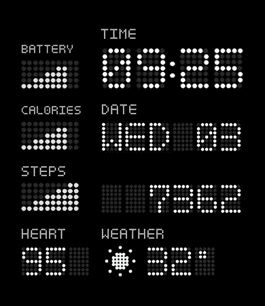 TIME
BATTERY
09:25
CALORIES
DATE
WED 03
STEPS
7362
HEART
WEATHER
95
32°